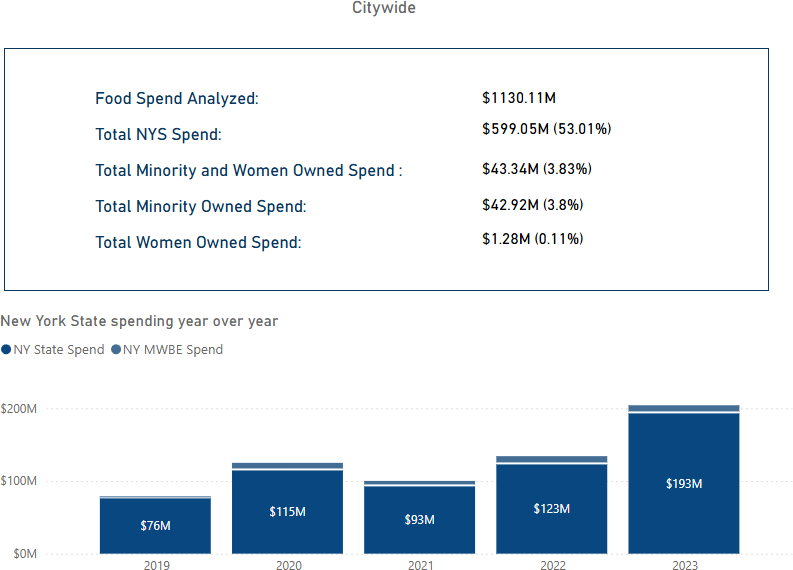 Citywide
Food Spend Analyzed: $1130.11M
Total NYS Spend: $599.05M (53.01%)
Total Minority and Women Owned Spend : $43.34M (3.83%)
Total Minority Owned Spend: $42.92M (3.8%)
Total Women Owned Spend: $1.28M (0.11%)
New York State spending year over year
NY State Spend NY MWBE Spend
$200M
$100M
$0M
$76M
$115M
$93M
$123M
$193M
2019 2020 2021 2022 2023